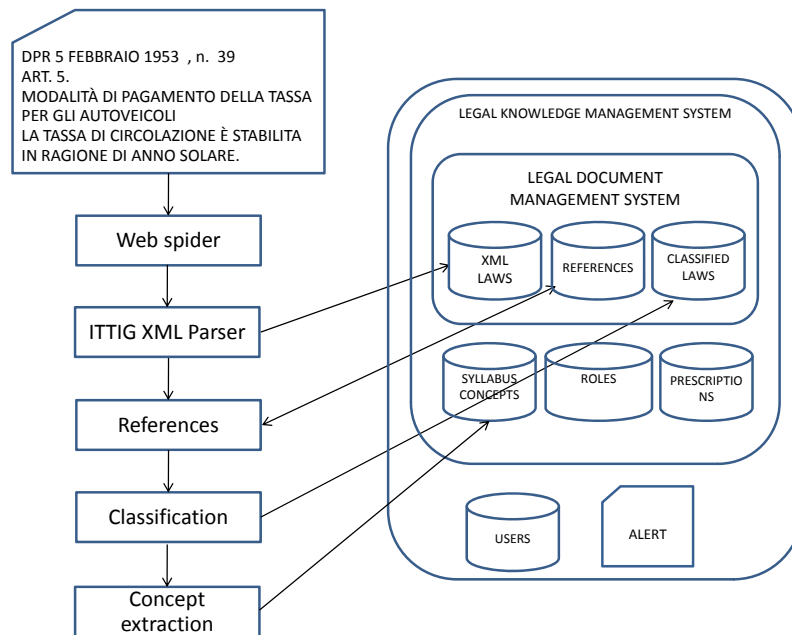 DPR 5 FEBBRAIO 1953 , n. 39
ART. 5.
MODALITÀ DI PAGAMENTO DELLA TASSA
PER GLI AUTOVEICOLI
LA TASSA DI CIRCOLAZIONE È STABILITA
IN RAGIONE DI ANNO SOLARE.
Web spider
ITTIG XML Parser
References
Classification
Concept
extraction
LEGAL KNOWLEDGE MANAGEMENT SYSTEM
LEGAL DOCUMENT
MANAGEMENT SYSTEM
XML
LAWS
REFERENCES
CLASSIFIED
LAWS
SYLLABUS
CONCEPTS
ROLES
PRESCRIPTIO
NS
USERS
ALERT